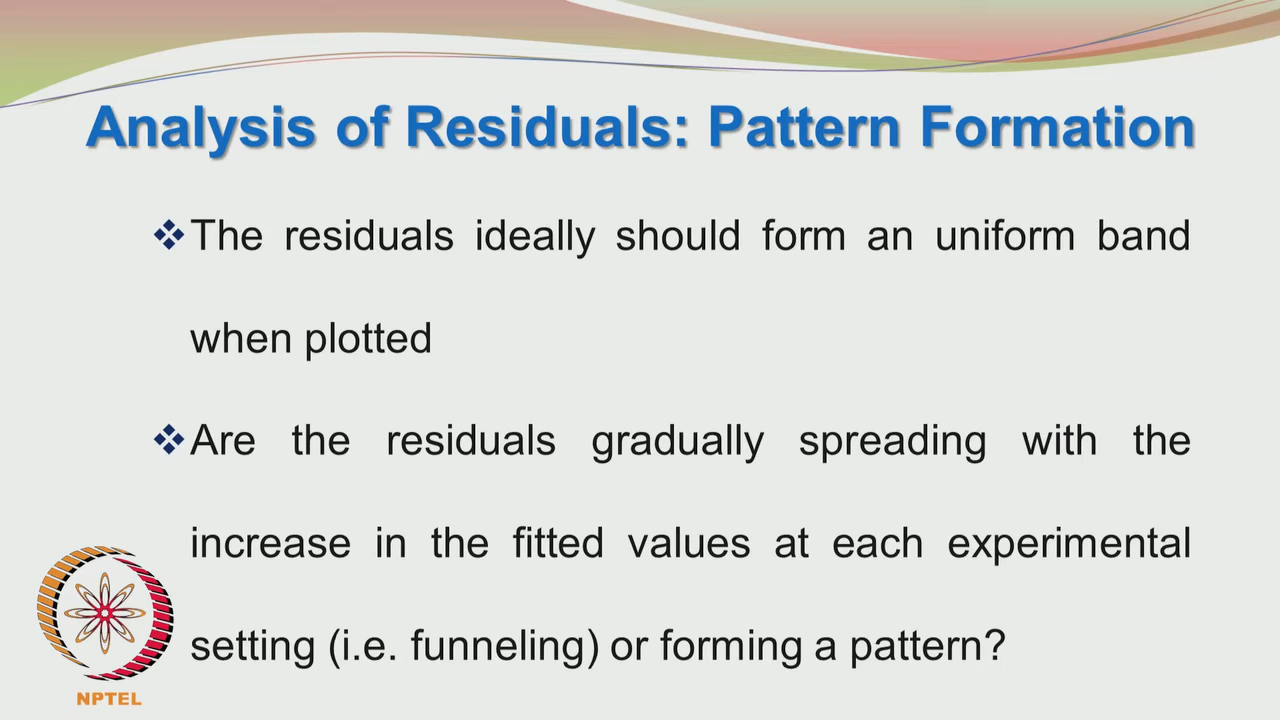 Analysis of Residuals: Pattern Formation
❖The residuals ideally should form an uniform band
when plotted
❖Are the residuals gradually spreading with the
increase in the fitted values at each experimental
setting (i.e. funneling) or forming a pattern?
NPTEL